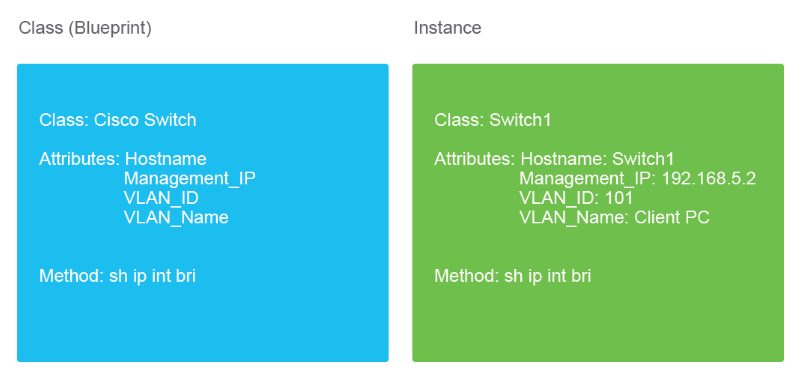 Class (Blueprint)
Class: Cisco Switch
Attributes: Hostname
Management_IP
VLAN_ID
VLAN_Name
Method: sh ip int bri
Instance
Class: Switch1
Attributes: Hostname: Switch1
Management_IP: 192.168.5.2
VLAN_ID: 101
VLAN_Name: Client PC
Method: sh ip int bri